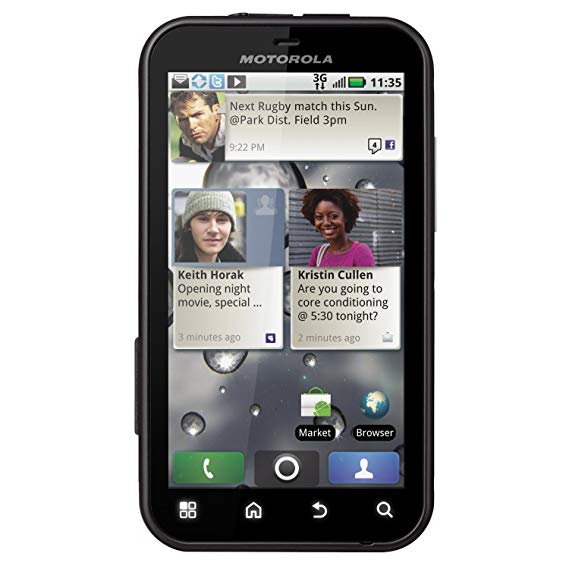 MOTOROLA
3G 11:35
Next Rugby match this Sun.
@Park Dist. Field 3pm
9:22 PM
4
Keith Horak
Opening night
movie, special ...
3 minutes ago
Kristin Cullen
Are you going to
core conditioning
@ 5:30 tonight?
2 minutes ago
Market
Browser